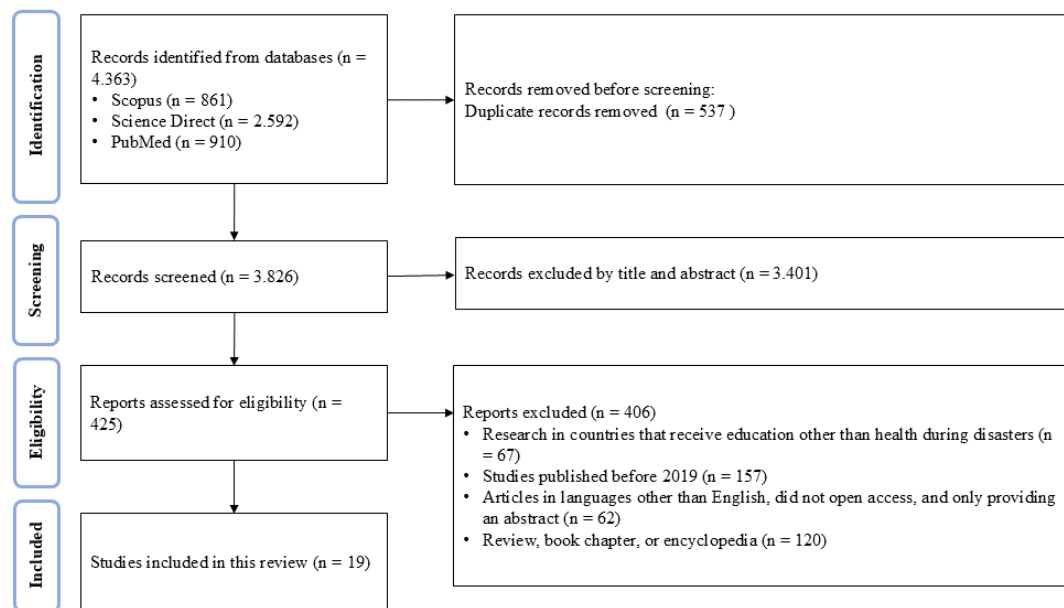 Identification
Records identified from databases (n =
4.363)
• Scopus (n = 861)
• Science Direct (n = 2.592)
• PubMed (n = 910)
Records removed before screening:
Duplicate records removed (n = 537 )
Screening
Records screened (n = 3.826)
Records excluded by title and abstract (n = 3.401)
Eligibility
Reports assessed for eligibility (n =
425)
Reports excluded (n = 406)
• Research in countries that receive education other than health during disasters (n
= 67)
• Studies published before 2019 (n = 157)
• Articles in languages other than English, did not open access, and only providing
an abstract (n = 62)
• Review, book chapter, or encyclopedia (n = 120)
Included
Studies included in this review (n = 19)